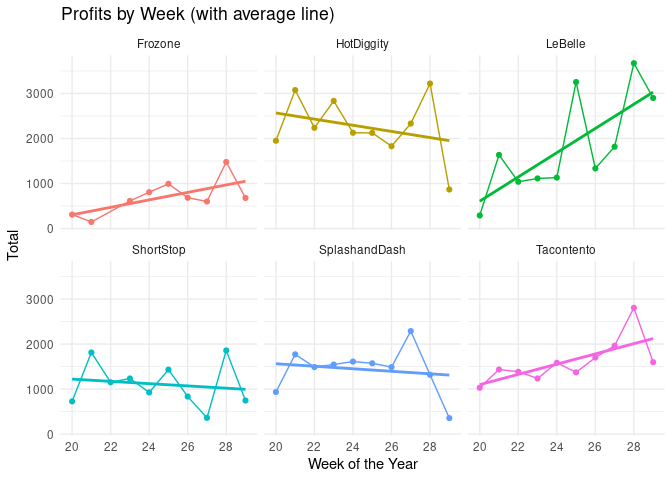 Profits by Week (with average line)
Frozone HotDiggity LeBelle
3000
2000
1000
0
Total
ShortStop SplashandDash Tacontento
3000
2000
1000
0
20 22 24 26 28 20 22 24 26 28 20 22 24 26 28
Week of the Year